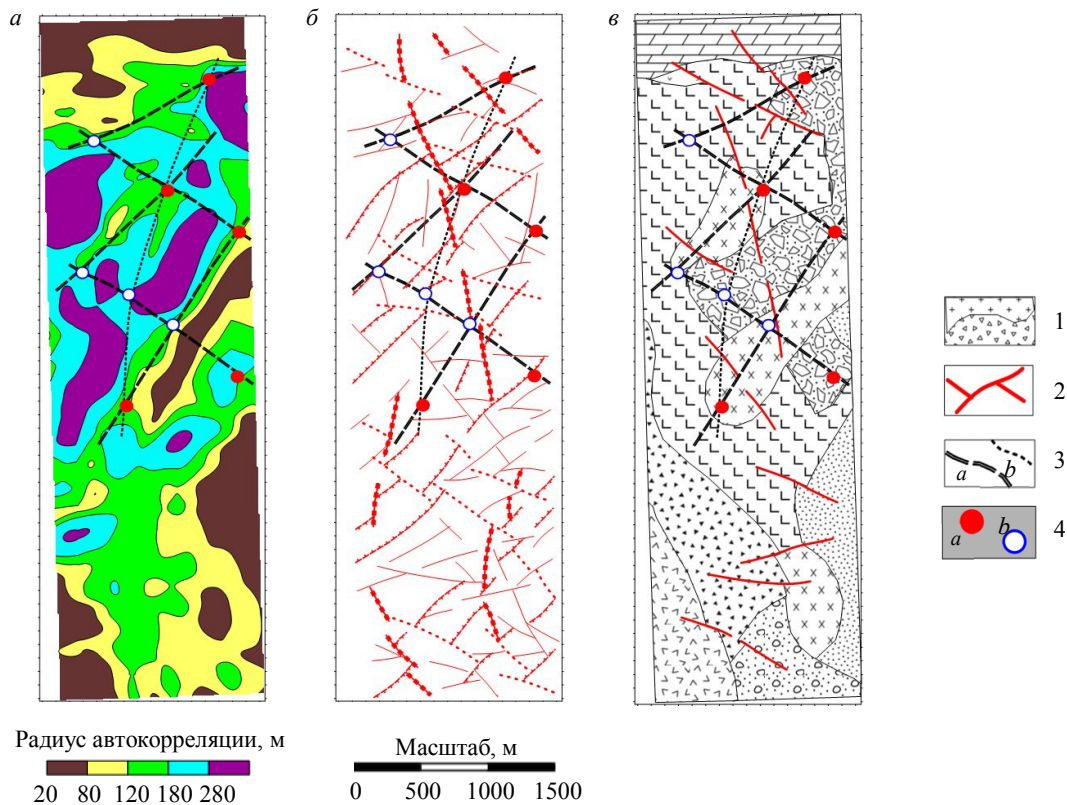 а б в
1
2
a b 3
a b 4
Радиус автокорреляции, м
20 80 120 180 280
Масштаб, м
0 500 1000 1500